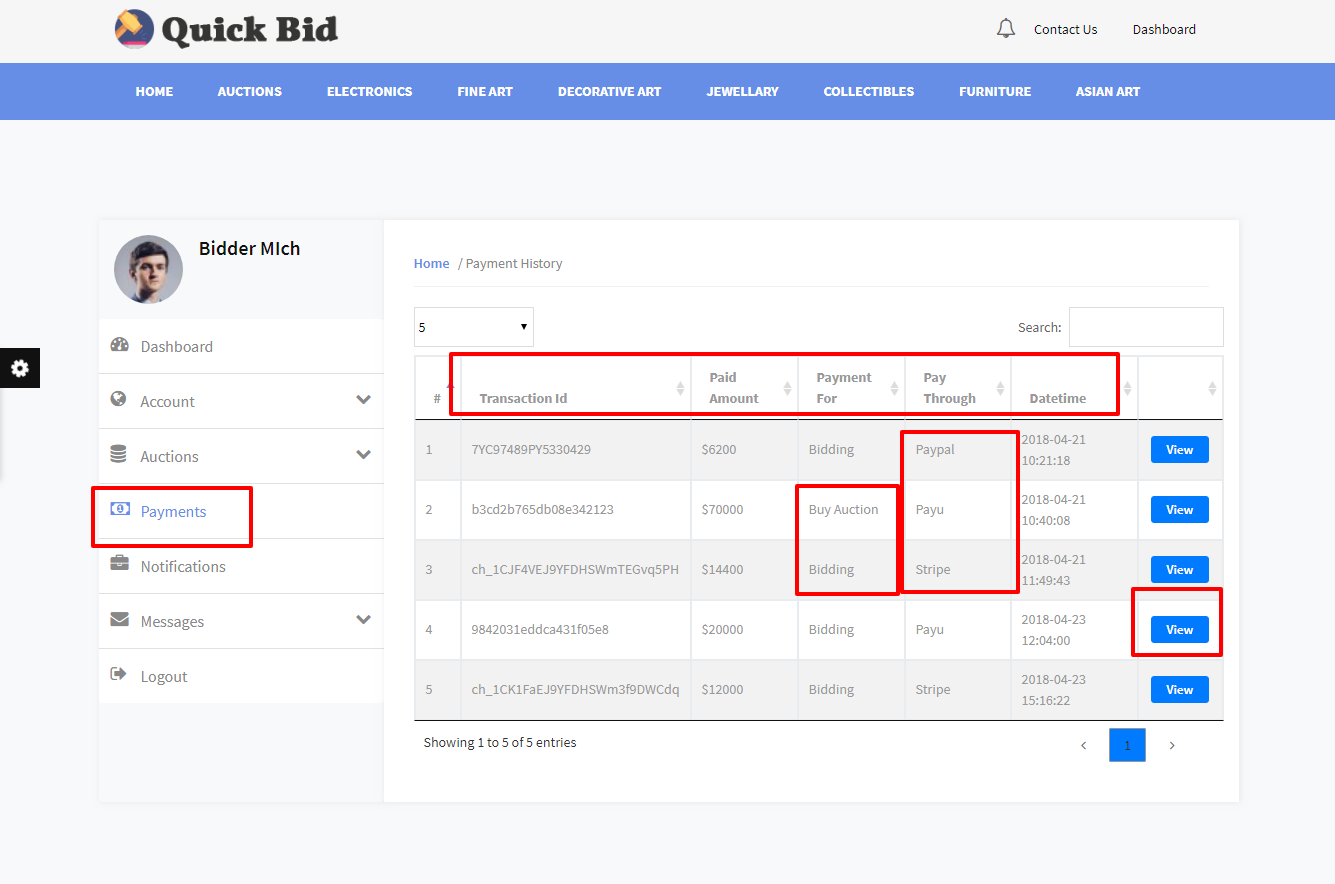 Quick Bid
Contact Us
Dashboard
HOME AUCTIONS ELECTRONICS FINE ART DECORATIVE ART JEWELLARY COLLECTIBLES FURNITURE ASIAN ART
Bidder MIch
Dashboard
Account
Auctions
Payments
Notifications
Messages
Logout
Home / Payment History
5
Search:
# Transaction Id Paid Amount Payment For Pay Through Datetime
1 7YC97489PY5330429 $6200 Bidding Paypal 2018-04-21 10:21:18 View
2 b3cd2b765db08e342123 $70000 Buy Auction Payu 2018-04-21 10:40:08 View
3 ch_1CJF4VEJ9YFDHSWmTEGvq5PH $14400 Bidding Stripe 2018-04-21 11:49:43 View
4 9842031eddca431f05e8 $20000 Bidding Payu 2018-04-23 12:04:00 View
5 ch_1CK1FaEJ9YFDHSWm3f9DWCdq $12000 Bidding Stripe 2018-04-23 15:16:22 View
Showing 1 to 5 of 5 entries
‹ 1 ›